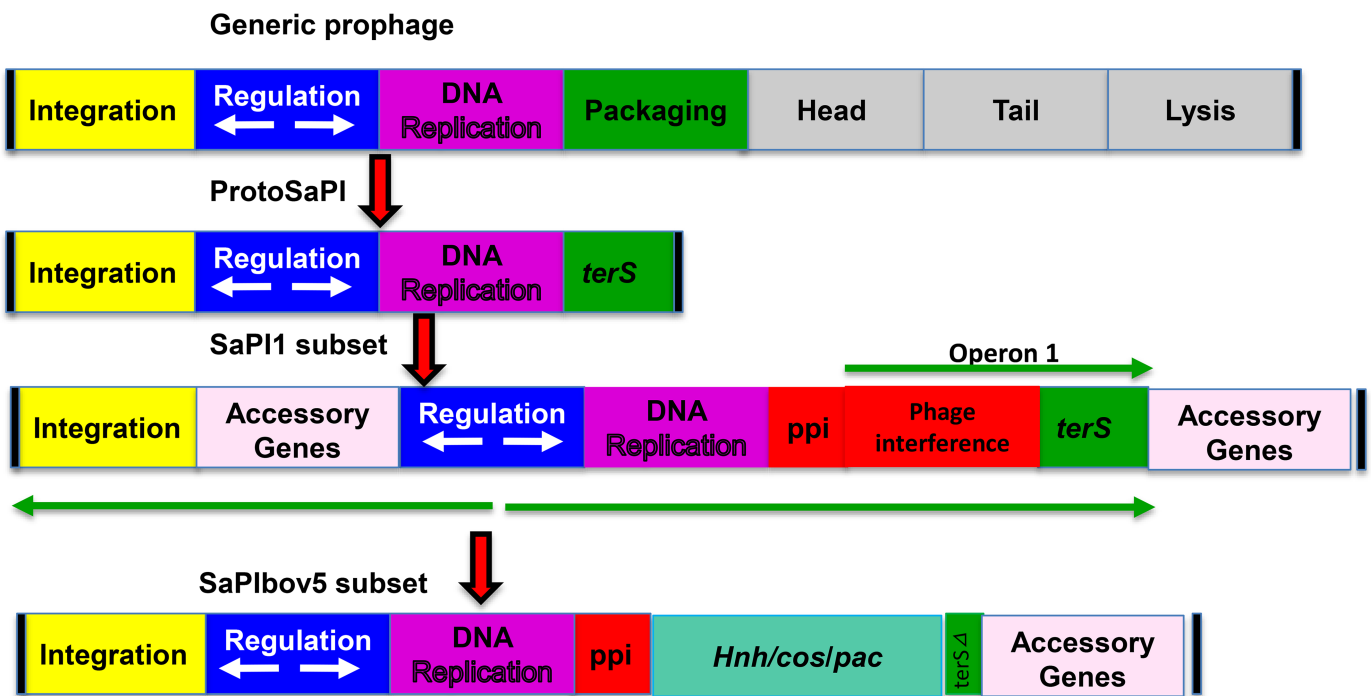 Generic prophage
Integration
Regulation
DNA
Replication
Packaging
Head
Tail
Lysis
ProtoSaPI
Integration
Regulation
DNA
Replication
terS
SaPI1 subset
Operon 1
Integration
Accessory
Genes
Regulation
DNA
Replication
ppi
Phage
interference
terS
Accessory
Genes
SaPIbov5 subset
Integration
Regulation
DNA
Replication
ppi
Hnh/cos/pac
terS Δ
Accessory
Genes